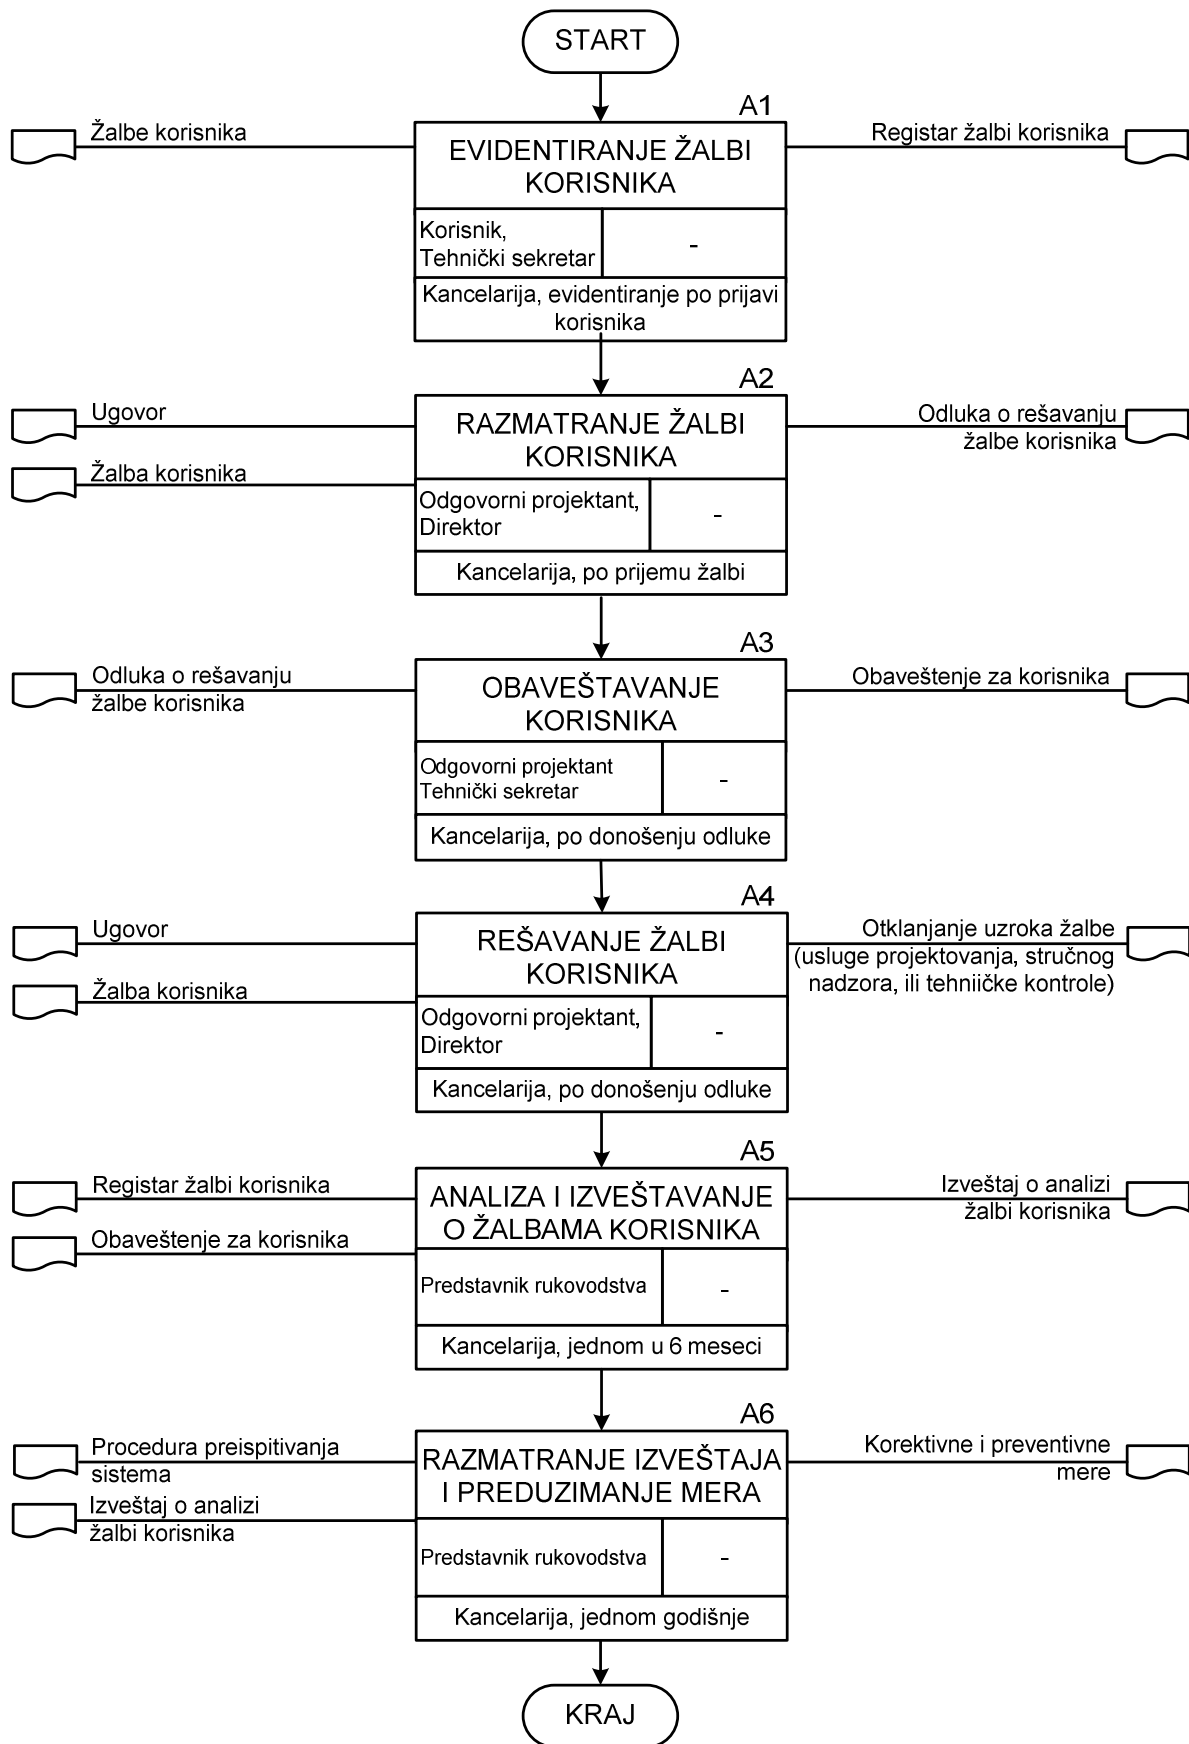 START
A1
Žalbe korisnika
EVIDENTIRANJE ŽALBI
KORISNIKA
Registar žalbi korisnika
Korisnik,
Tehnički sekretar
-
Kancelarija, evidentiranje po prijavi
korisnika
A2
Ugovor
Žalba korisnika
RAZMATRANJE ŽALBI
KORISNIKA
Odluka o rešavanju
žalbe korisnika
Odgovorni projektant,
Direktor
-
Kancelarija, po prijemu žalbi
A3
Odluka o rešavanju
žalbe korisnika
OBAVEŠTAVANJE
KORISNIKA
Obaveštenje za korisnika
Odgovorni projektant
Tehnički sekretar
-
Kancelarija, po donošenju odluke
A4
Ugovor
Žalba korisnika
REŠAVANJE ŽALBI
KORISNIKA
Otklanjanje uzroka žalbe
(usluge projektovanja, stručnog
nadzora, ili tehniičke kontrole)
Odgovorni projektant,
Direktor
-
Kancelarija, po donošenju odluke
A5
Registar žalbi korisnika
Obaveštenje za korisnika
ANALIZA I IZVEŠTAVANJE
O ŽALBAMA KORISNIKA
Izveštaj o analizi
žalbi korisnika
Predstavnik rukovodstva
-
Kancelarija, jednom u 6 meseci
A6
Procedura preispitivanja
sistema
Izveštaj o analizi
žalbi korisnika
RAZMATRANJE IZVEŠTAJA
I PREDUZIMANJE MERA
Korektivne i preventivne
mere
Predstavnik rukovodstva
-
Kancelarija, jednom godišnje
KRAJ